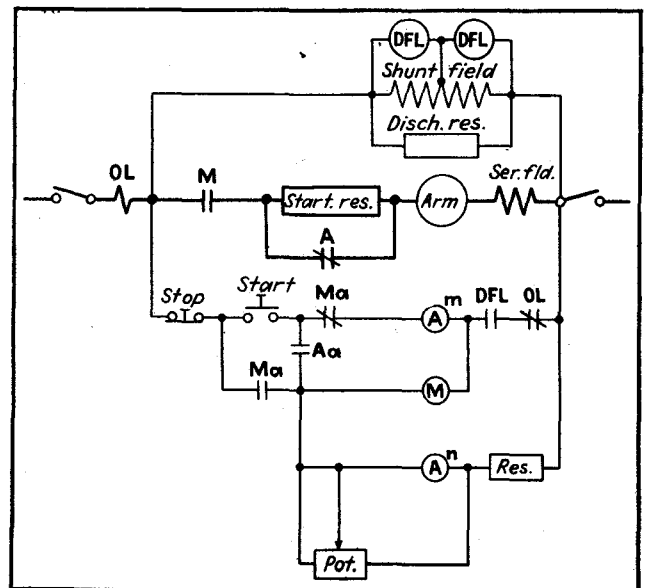 DFL DFL
Shunt field
Disch. res.
OL
M
Start. res.
Arm
Ser. fld.
A
Stop
Start
Ma
A m
DFL
OL
Aa
Ma
M
A n
Res.
Pot.